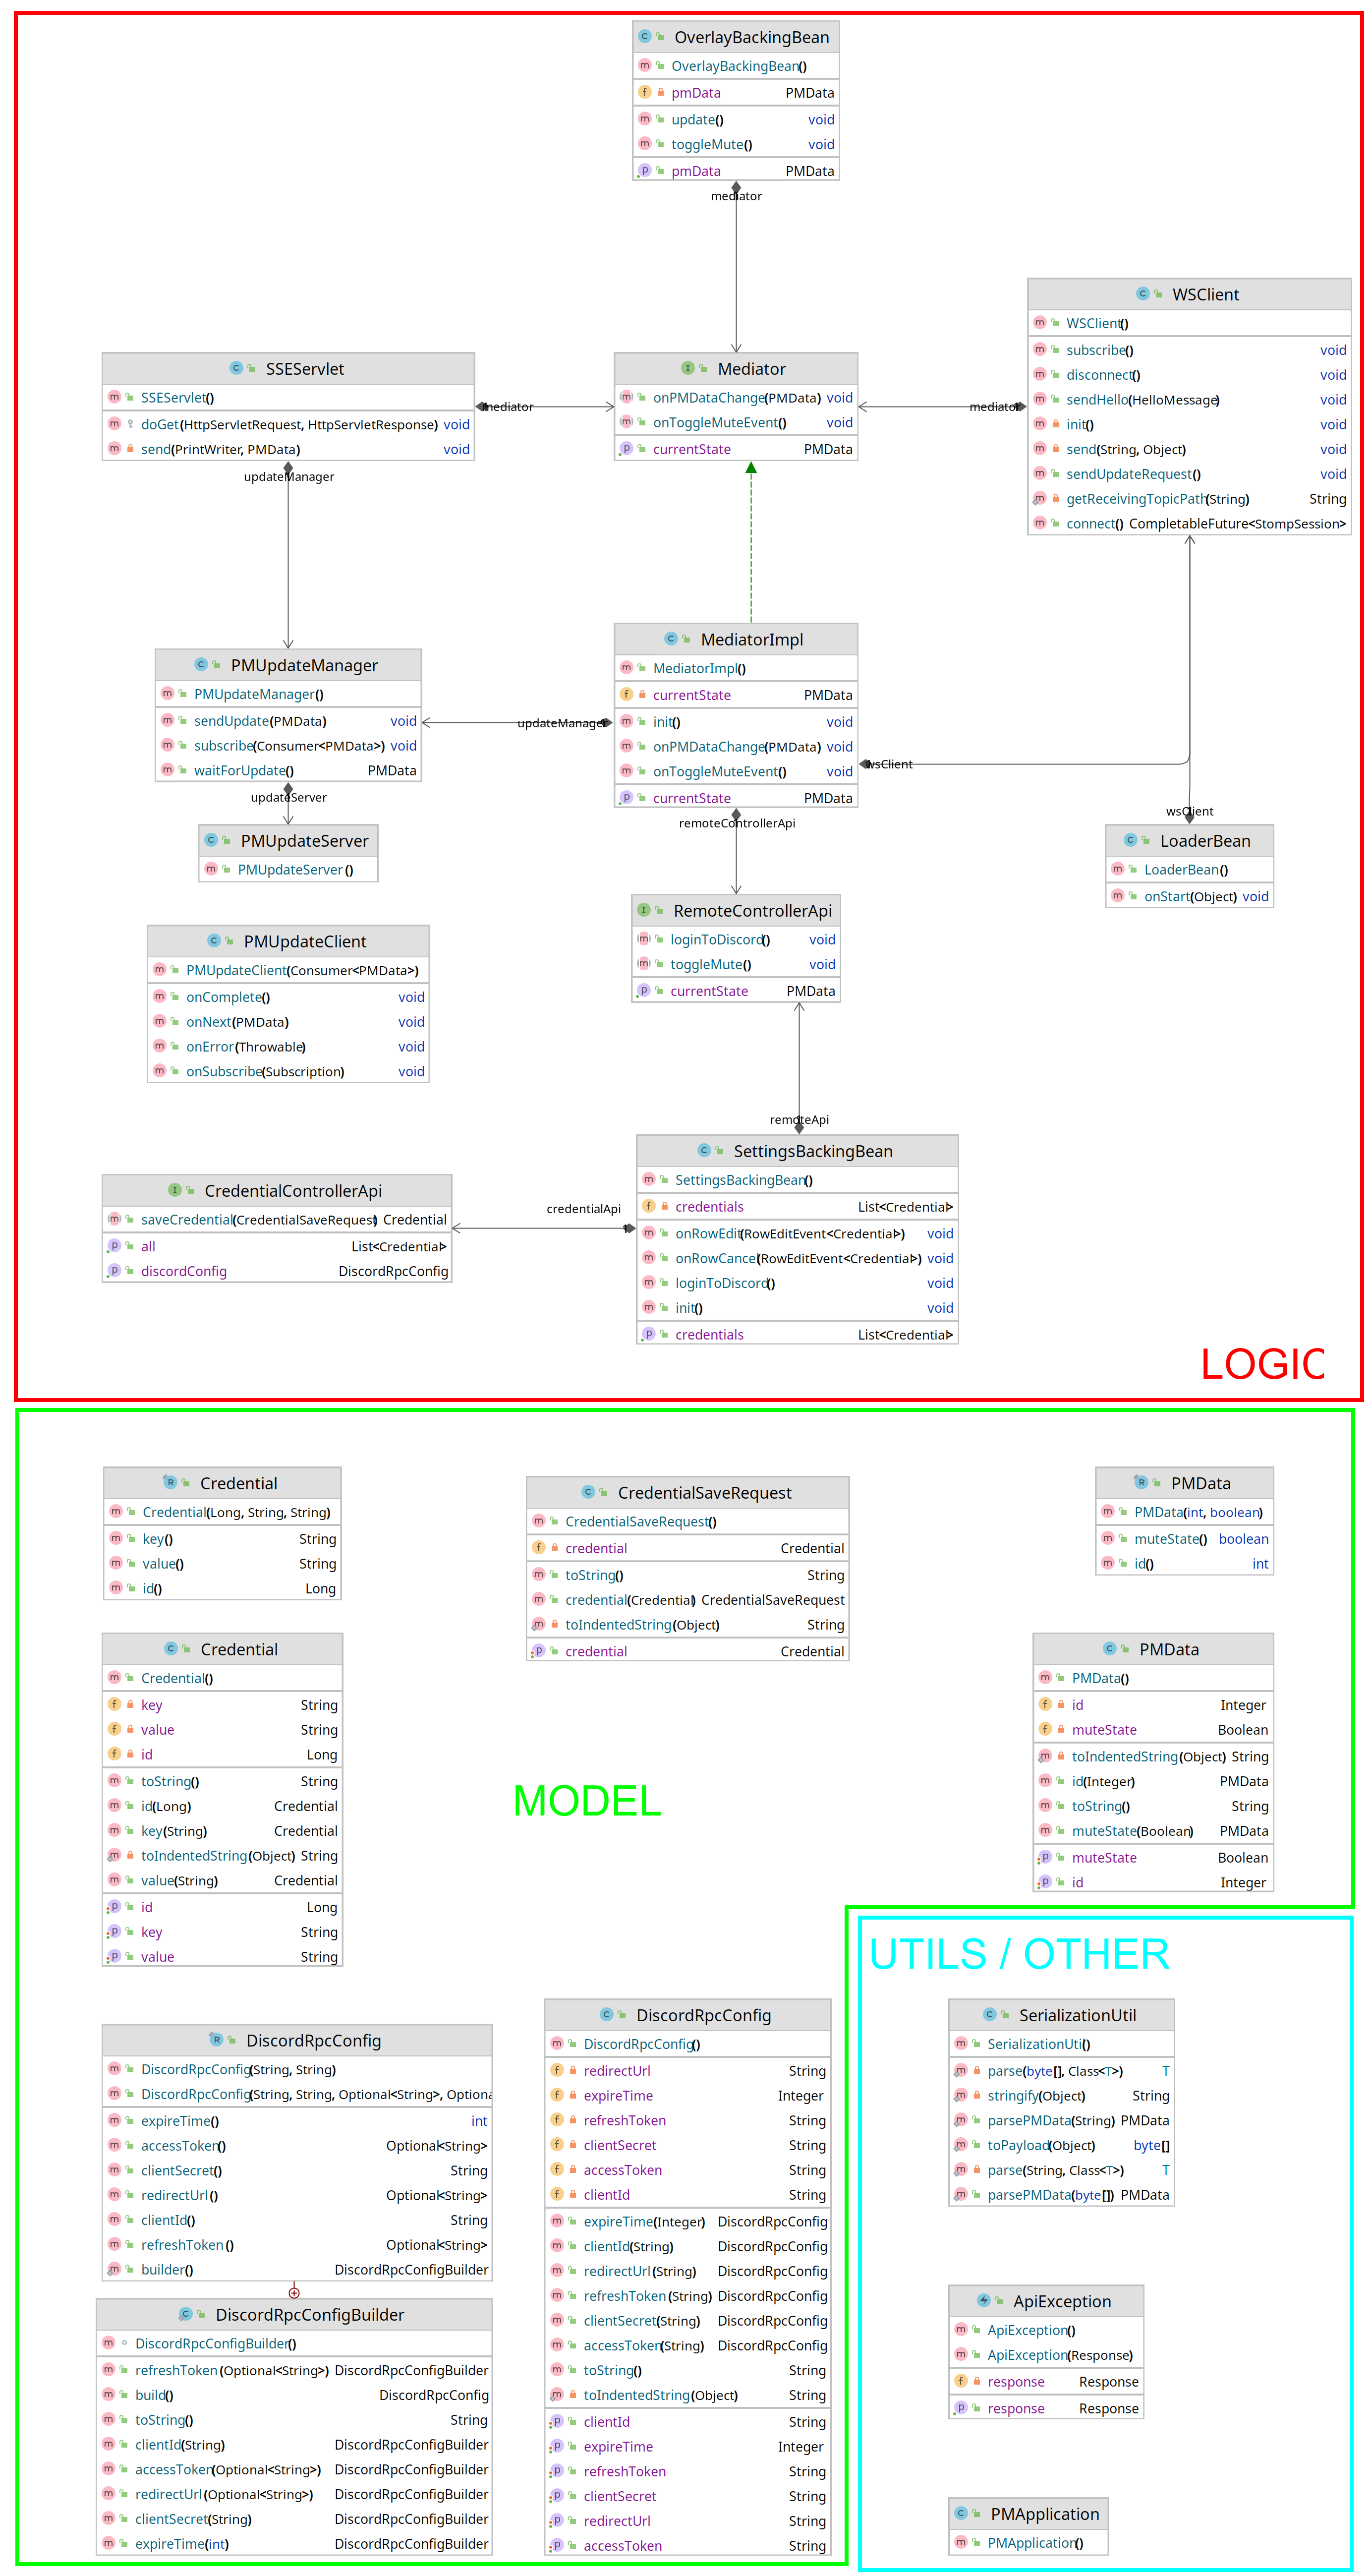 OverlayBackingBean
OverlayBackingBean()
pmData PMData
update() void
toggleMute() void
pmData PMData
mediator
WSClient
WSClient()
subscribe() void
disconnect() void
sendHello(HelloMessage) void
init() void
send(String, Object) void
sendUpdateRequest() void
getReceivingTopicPath(String) String
connect() CompletableFuture<StompSession>
SSEServlet
SSEServlet()
doGet(HttpServletRequest, HttpServletResponse) void
send(PrintWriter, PMData) void
mediator
Mediator
onPMDataChange(PMData) void
onToggleMuteEvent() void
currentState PMData
mediator
updateManager
PMUpdateManager
PMUpdateManager()
sendUpdate(PMData) void
subscribe(Consumer<PMData>) void
waitForUpdate() PMData
updateManager
MediatorImpl
MediatorImpl()
currentState PMData
init() void
onPMDataChange(PMData) void
onToggleMuteEvent() void
currentState PMData
wsClient
updateServer
remoteControllerApi
wsClient
PMUpdateServer
PMUpdateServer()
LoaderBean
LoaderBean()
onStart(Object) void
PMUpdateClient
PMUpdateClient(Consumer<PMData>)
onComplete() void
onNext(PMData) void
onError(Throwable) void
onSubscribe(Subscription) void
RemoteControllerApi
loginToDiscord() void
toggleMute() void
currentState PMData
remoteApi
CredentialControllerApi
saveCredential(CredentialSaveRequest) Credential
all List<Credential>
discordConfig DiscordRpcConfig
credentialApi
SettingsBackingBean
SettingsBackingBean()
credentials List<Credential>
onRowEdit(RowEditEvent<Credential>) void
onRowCancel(RowEditEvent<Credential>) void
loginToDiscord() void
init() void
credentials List<Credential>
LOGIC
Credential
Credential(Long, String, String)
key() String
value() String
id() Long
CredentialSaveRequest
CredentialSaveRequest()
credential Credential
toString() String
credential(Credential) CredentialSaveRequest
toIndentedString(Object) String
credential Credential
PMData
PMData(int, boolean)
muteState() boolean
id() int
Credential
Credential()
key String
value String
id Long
toString() String
id(Long) Credential
key(String) Credential
toIndentedString(Object) String
value(String) Credential
id Long
key String
value String
PMData
PMData()
id Integer
muteState Boolean
toIndentedString(Object) String
id(Integer) PMData
toString() String
muteState(Boolean) PMData
muteState Boolean
id Integer
MODEL
UTILS / OTHER
DiscordRpcConfig
DiscordRpcConfig(String, String)
DiscordRpcConfig(String, String, Optional<String>, Optiona
expireTime() int
accessToken() Optional<String>
clientSecret() String
redirectUrl() Optional<String>
clientId() String
refreshToken() Optional<String>
builder() DiscordRpcConfigBuilder
DiscordRpcConfigBuilder
DiscordRpcConfigBuilder()
refreshToken(Optional<String>) DiscordRpcConfigBuilder
build() DiscordRpcConfig
toString() String
clientId(String) DiscordRpcConfigBuilder
accessToken(Optional<String>) DiscordRpcConfigBuilder
redirectUrl(Optional<String>) DiscordRpcConfigBuilder
clientSecret(String) DiscordRpcConfigBuilder
expireTime(int) DiscordRpcConfigBuilder
DiscordRpcConfig
DiscordRpcConfig()
redirectUrl String
expireTime Integer
refreshToken String
clientSecret String
accessToken String
clientId String
expireTime(Integer) DiscordRpcConfig
clientId(String) DiscordRpcConfig
redirectUrl(String) DiscordRpcConfig
refreshToken(String) DiscordRpcConfig
clientSecret(String) DiscordRpcConfig
accessToken(String) DiscordRpcConfig
toString() String
toIndentedString(Object) String
clientId String
expireTime Integer
refreshToken String
clientSecret String
redirectUrl String
accessToken String
SerializationUtil
SerializationUtil()
parse(byte[], Class<T>) T
stringify(Object) String
parsePMData(String) PMData
toPayload(Object) byte[]
parse(String, Class<T>) T
parsePMData(byte[]) PMData
ApiException
ApiException()
ApiException(Response)
response Response
response Response
PMApplication
PMApplication()